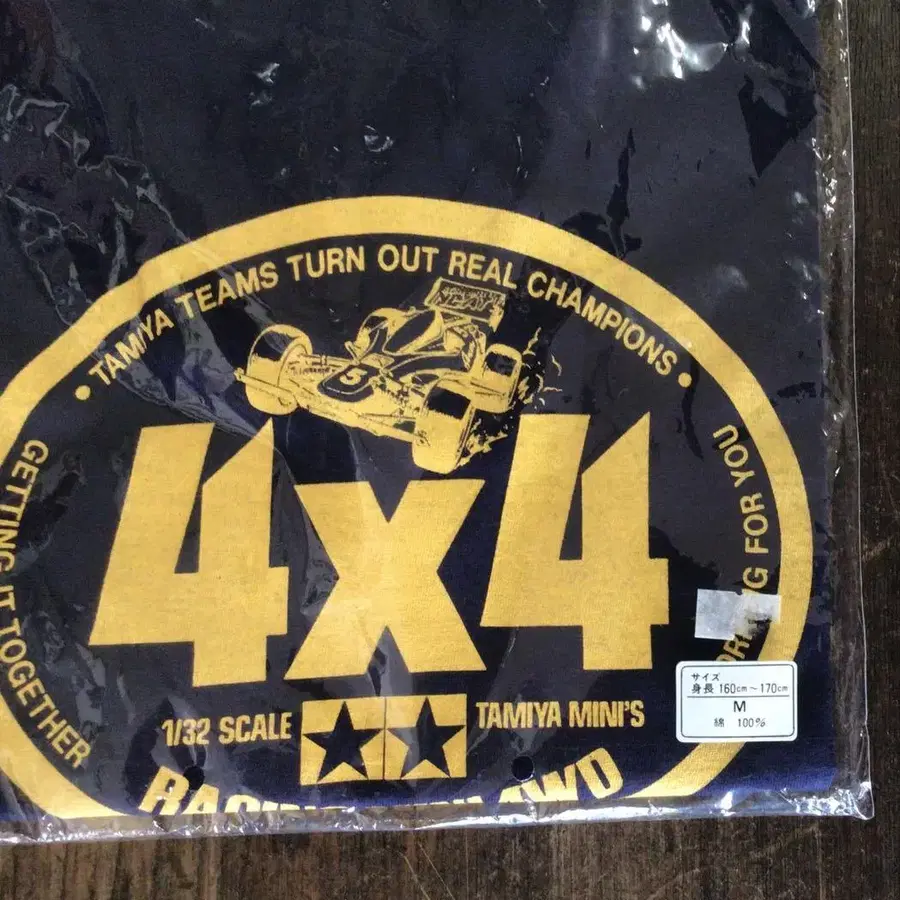 • TAMIYA TEAMS TURN OUT REAL CHAMPIONS •
5
GETTING IT TOGETHER
FOR YOU
4x4
1/32 SCALE
TAMIYA MINI'S
サイズ
身長 160cm〜170cm
M
綿 100%